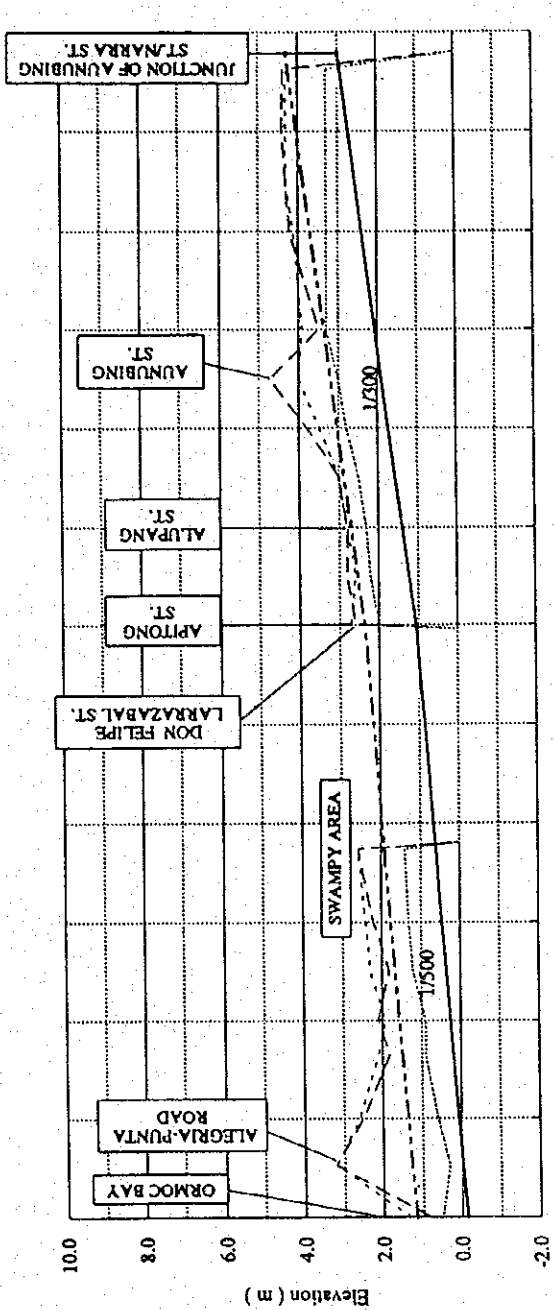 Elevation ( m )
10.0
8.0
6.0
4.0
2.0
0.0
-2.0
ORMOC BAY
ALEGRIA-PUNTA
ROAD
SWAMPY AREA
DON FELIPE
LARRAZABAL ST.
APITONG
ST.
ALUPANG
ST.
AUNUBING
ST.
JUNCTION OF AUNUBING
ST./NARRA ST.
1/500
1/300